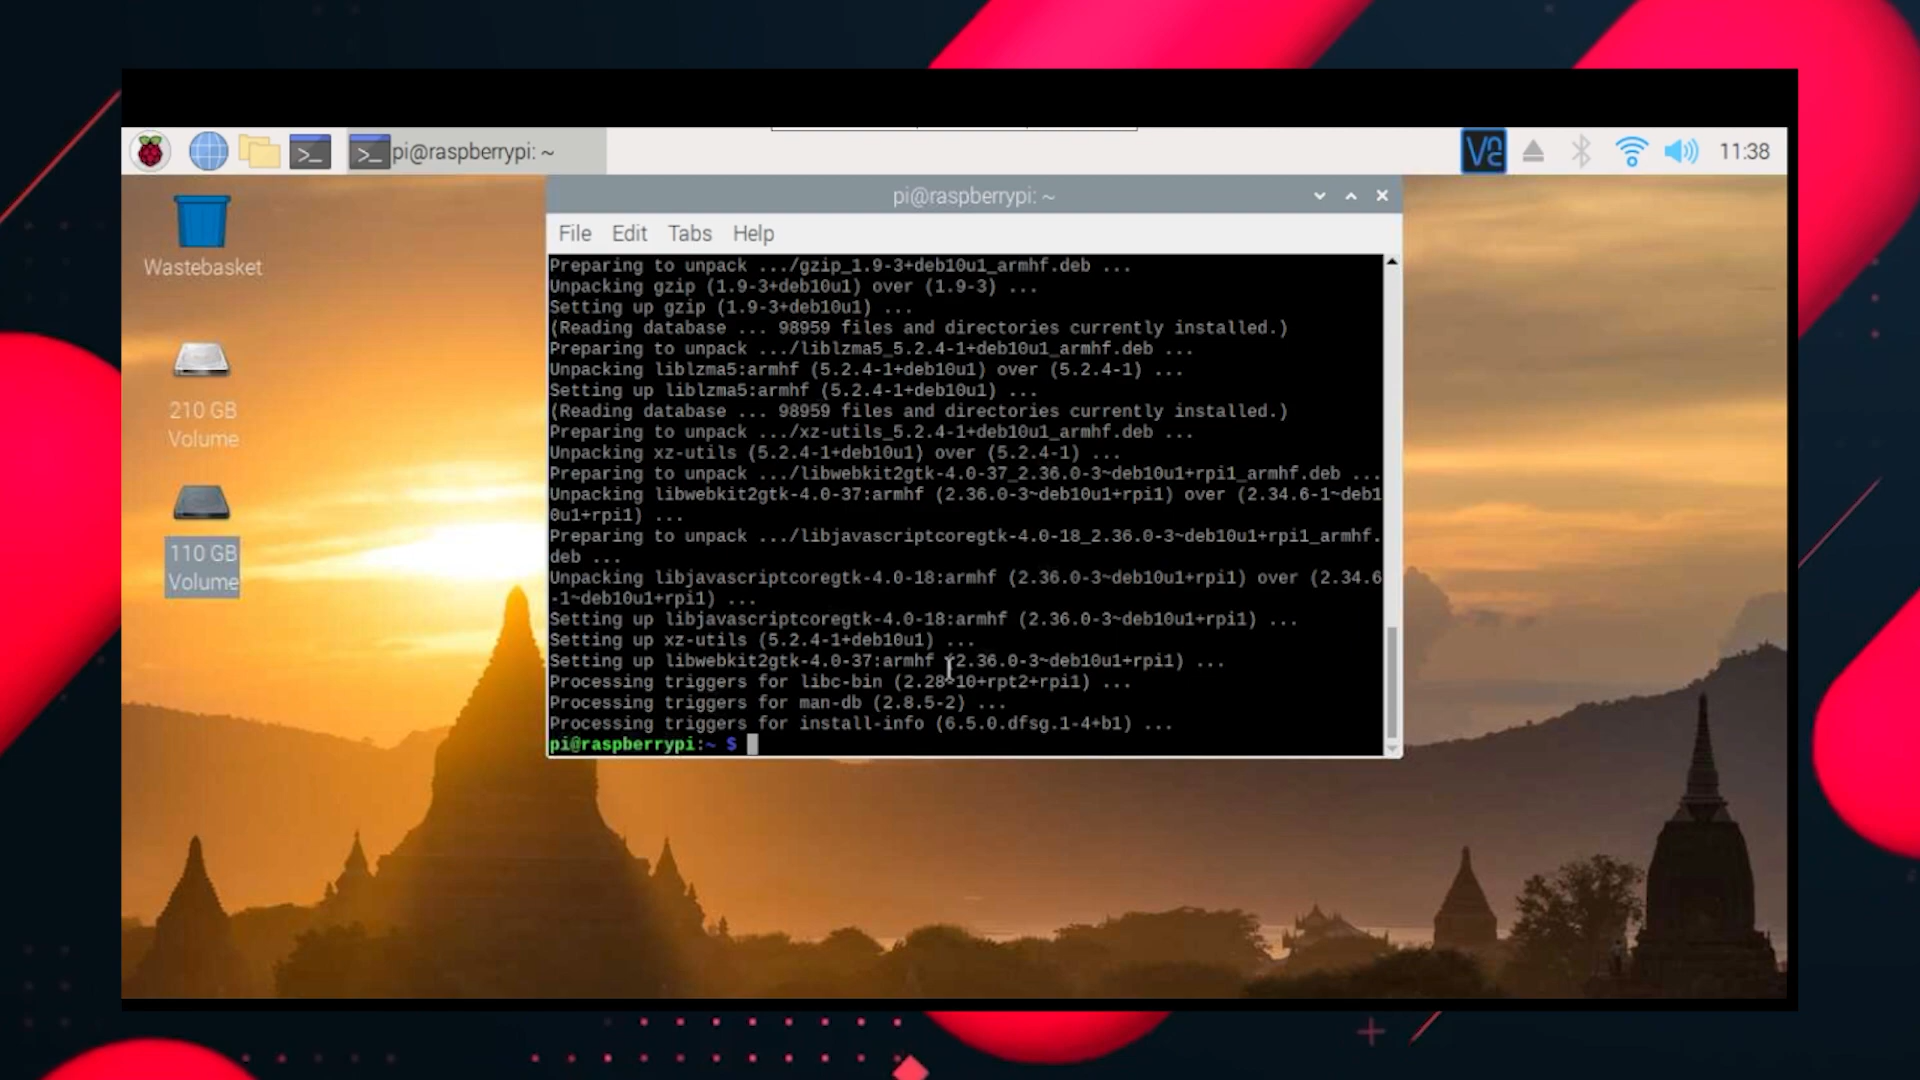 pi@raspberrypi: ~
VNC
11:38
Wastebasket
210 GB
Volume
110 GB
Volume
pi@raspberrypi: ~
File Edit Tabs Help
Preparing to unpack .../gzip_1.9-3+deb10u1_armhf.deb ...
Unpacking gzip (1.9-3+deb10u1) over (1.9-3) ...
Setting up gzip (1.9-3+deb10u1) ...
(Reading database ... 98959 files and directories currently installed.)
Preparing to unpack .../liblzma5_5.2.4-1+deb10u1_armhf.deb ...
Unpacking liblzma5:armhf (5.2.4-1+deb10u1) over (5.2.4-1) ...
Setting up liblzma5:armhf (5.2.4-1+deb10u1) ...
(Reading database ... 98959 files and directories currently installed.)
Preparing to unpack .../xz-utils_5.2.4-1+deb10u1_armhf.deb ...
Unpacking xz-utils (5.2.4-1+deb10u1) over (5.2.4-1) ...
Preparing to unpack .../libwebkit2gtk-4.0-37_2.36.0-3~deb10u1+rpi1_armhf.deb ...
Unpacking libwebkit2gtk-4.0-37:armhf (2.36.0-3~deb10u1+rpi1) over (2.34.6-1~deb1
0u1+rpi1) ...
Preparing to unpack .../libjavascriptcoregtk-4.0-18_2.36.0-3~deb10u1+rpi1_armhf.
deb ...
Unpacking libjavascriptcoregtk-4.0-18:armhf (2.36.0-3~deb10u1+rpi1) over (2.34.6
-1~deb10u1+rpi1) ...
Setting up libjavascriptcoregtk-4.0-18:armhf (2.36.0-3~deb10u1+rpi1) ...
Setting up xz-utils (5.2.4-1+deb10u1) ...
Setting up libwebkit2gtk-4.0-37:armhf (2.36.0-3~deb10u1+rpi1) ...
Processing triggers for libc-bin (2.28-10+rpt2+rpi1) ...
Processing triggers for man-db (2.8.5-2) ...
Processing triggers for install-info (6.5.0.dfsg.1-4+b1) ...
pi@raspberrypi:~ $